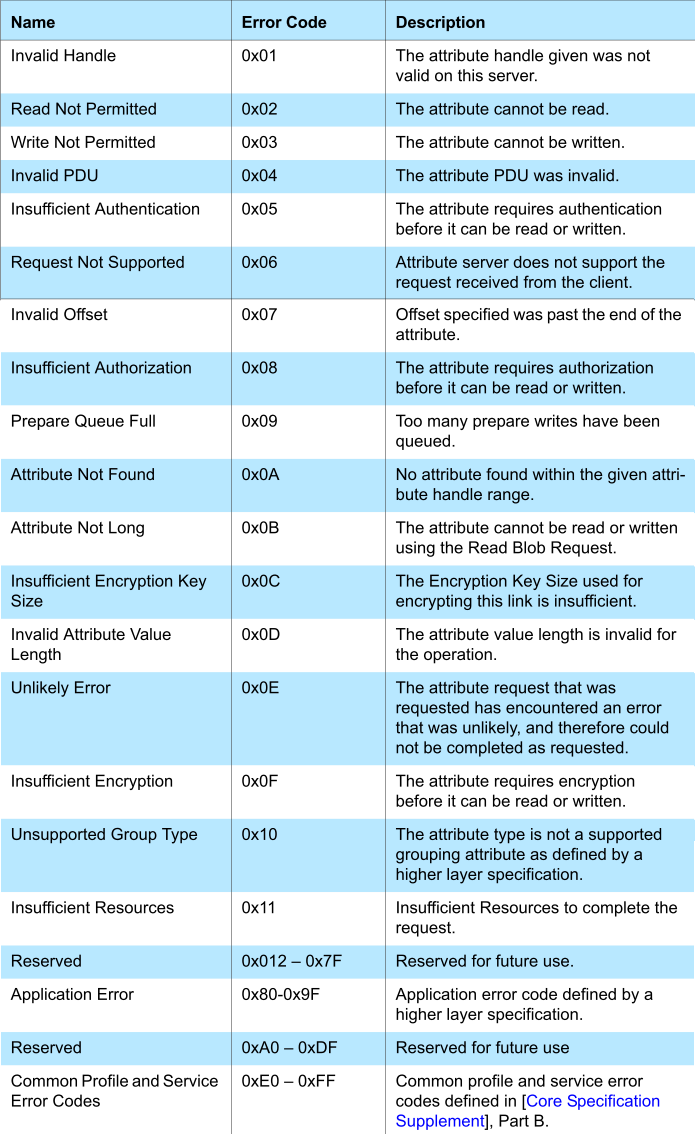 Name Error Code Description
Invalid Handle 0x01 The attribute handle given was not
valid on this server.
Read Not Permitted 0x02 The attribute cannot be read.
Write Not Permitted 0x03 The attribute cannot be written.
Invalid PDU 0x04 The attribute PDU was invalid.
Insufficient Authentication 0x05 The attribute requires authentication
before it can be read or written.
Request Not Supported 0x06 Attribute server does not support the
request received from the client.
Invalid Offset 0x07 Offset specified was past the end of the
attribute.
Insufficient Authorization 0x08 The attribute requires authorization
before it can be read or written.
Prepare Queue Full 0x09 Too many prepare writes have been
queued.
Attribute Not Found 0x0A No attribute found within the given attri-
bute handle range.
Attribute Not Long 0x0B The attribute cannot be read or written
using the Read Blob Request.
Insufficient Encryption Key 0x0C The Encryption Key Size used for
Size encrypting this link is insufficient.
Invalid Attribute Value 0x0D The attribute value length is invalid for
Length the operation.
Unlikely Error 0x0E The attribute request that was
requested has encountered an error
that was unlikely, and therefore could
not be completed as requested.
Insufficient Encryption 0x0F The attribute requires encryption
before it can be read or written.
Unsupported Group Type 0x10 The attribute type is not a supported
grouping attribute as defined by a
higher layer specification.
Insufficient Resources 0x11 Insufficient Resources to complete the
request.
Reserved 0x012 – 0x7F Reserved for future use.
Application Error 0x80-0x9F Application error code defined by a
higher layer specification.
Reserved 0xA0 – 0xDF Reserved for future use
Common Profile and Service 0xE0 – 0xFF Common profile and service error
Error Codes codes defined in [Core Specification
Supplement], Part B.